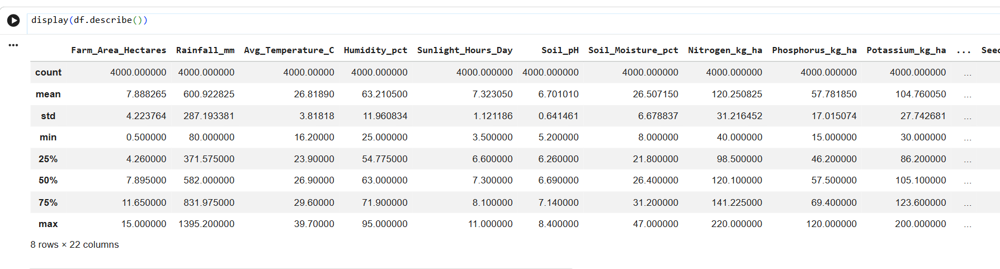 display(df.describe())
...
Farm_Area_Hectares Rainfall_mm Avg_Temperature_C Humidity_pct Sunlight_Hours_Day Soil_pH Soil_Moisture_pct Nitrogen_kg_ha Phosphorus_kg_ha Potassium_kg_ha ...
count 4000.000000 4000.000000 4000.00000 4000.000000 4000.000000 4000.000000 4000.000000 4000.000000 4000.000000 4000.000000 ...
mean 7.888265 600.922825 26.81890 63.210500 7.323050 6.701010 26.507150 120.250825 57.781850 104.760050 ...
std 4.223764 287.193381 3.81818 11.960834 1.121186 0.641461 6.678837 31.216452 17.015074 27.742681 ...
min 0.500000 80.000000 16.20000 25.000000 3.500000 5.200000 8.000000 40.000000 15.000000 30.000000 ...
25% 4.260000 371.575000 23.90000 54.775000 6.600000 6.260000 21.800000 98.500000 46.200000 86.200000 ...
50% 7.895000 582.000000 26.90000 63.000000 7.300000 6.690000 26.400000 120.100000 57.500000 105.100000 ...
75% 11.650000 831.975000 29.60000 71.900000 8.100000 7.140000 31.200000 141.225000 69.400000 123.600000 ...
max 15.000000 1395.200000 39.70000 95.000000 11.000000 8.400000 47.000000 220.000000 120.000000 200.000000 ...
8 rows × 22 columns